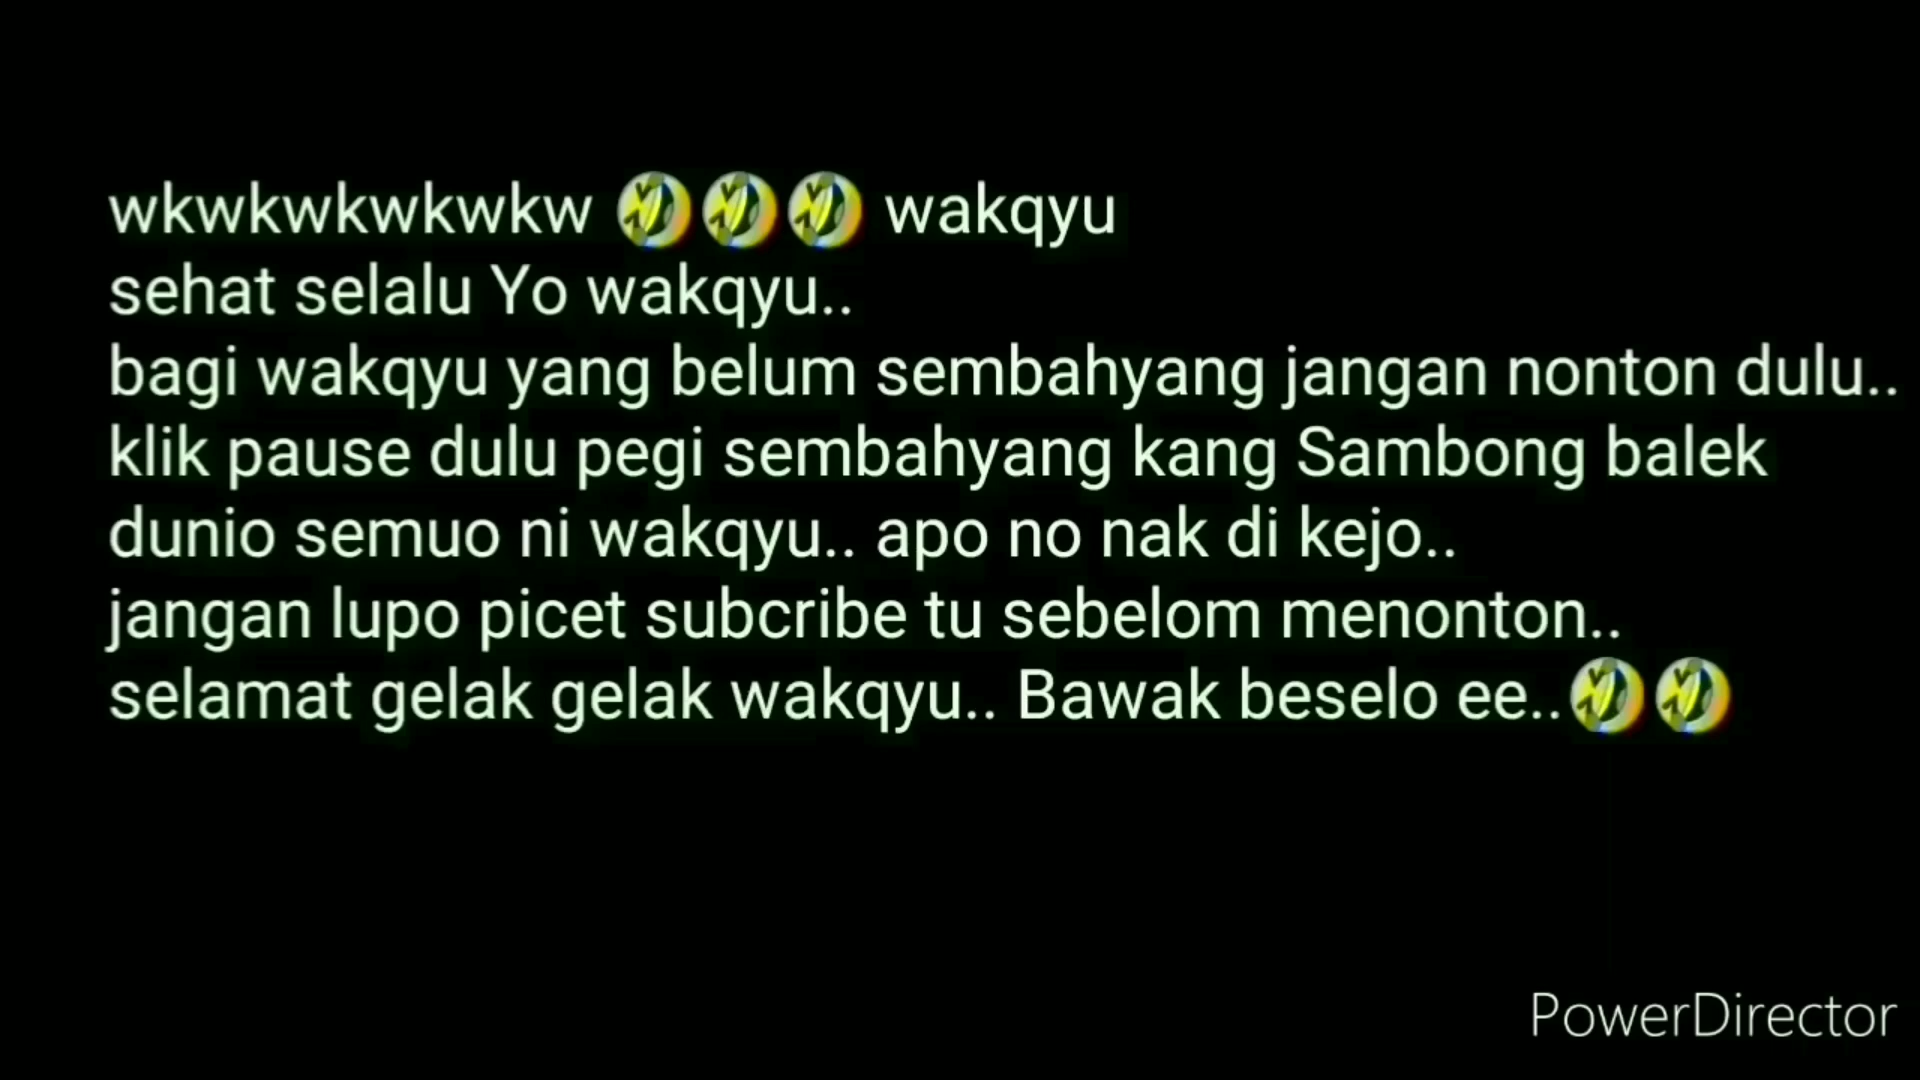 wkwkwkwkwkw 🤣🤣🤣 wakqyu
sehat selalu Yo wakqyu..
bagi wakqyu yang belum sembahyang jangan nonton dulu..
klik pause dulu pegi sembahyang kang Sambong balek
dunio semuo ni wakqyu.. apo no nak di kejo..
jangan lupo picet subcribe tu sebelom menonton..
selamat gelak gelak wakqyu.. Bawak beselo ee..🤣🤣
PowerDirector